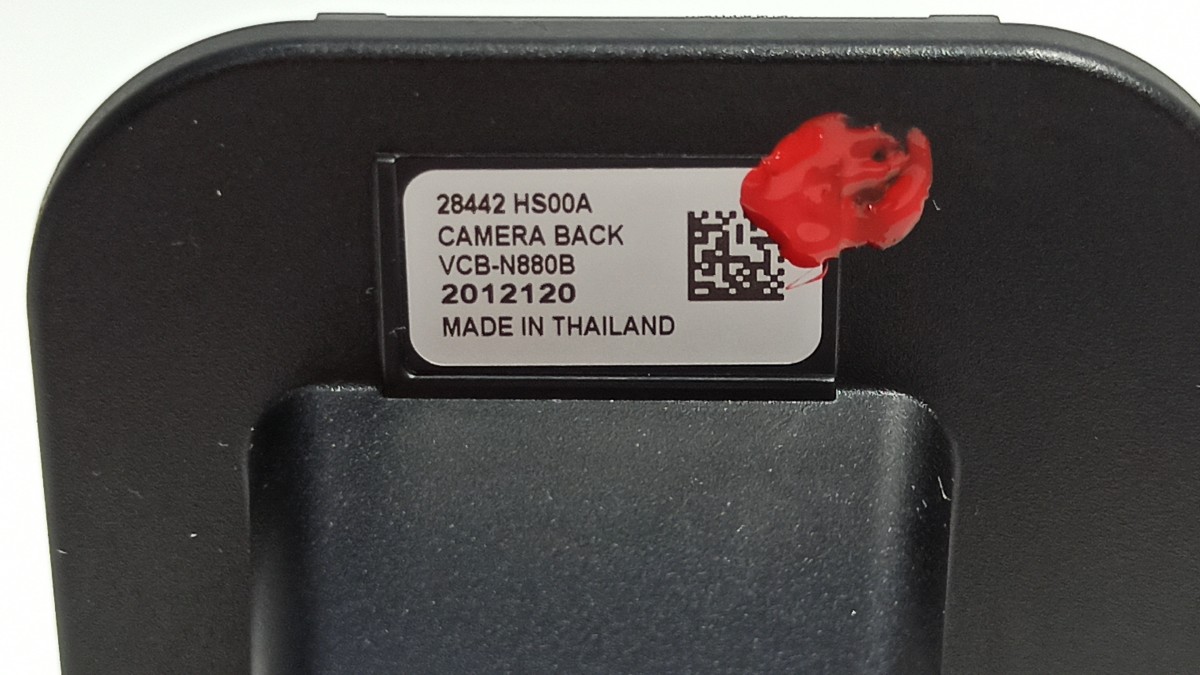 28442 HS00A
CAMERA BACK
VCB-N880B
2012120
MADE IN THAILAND